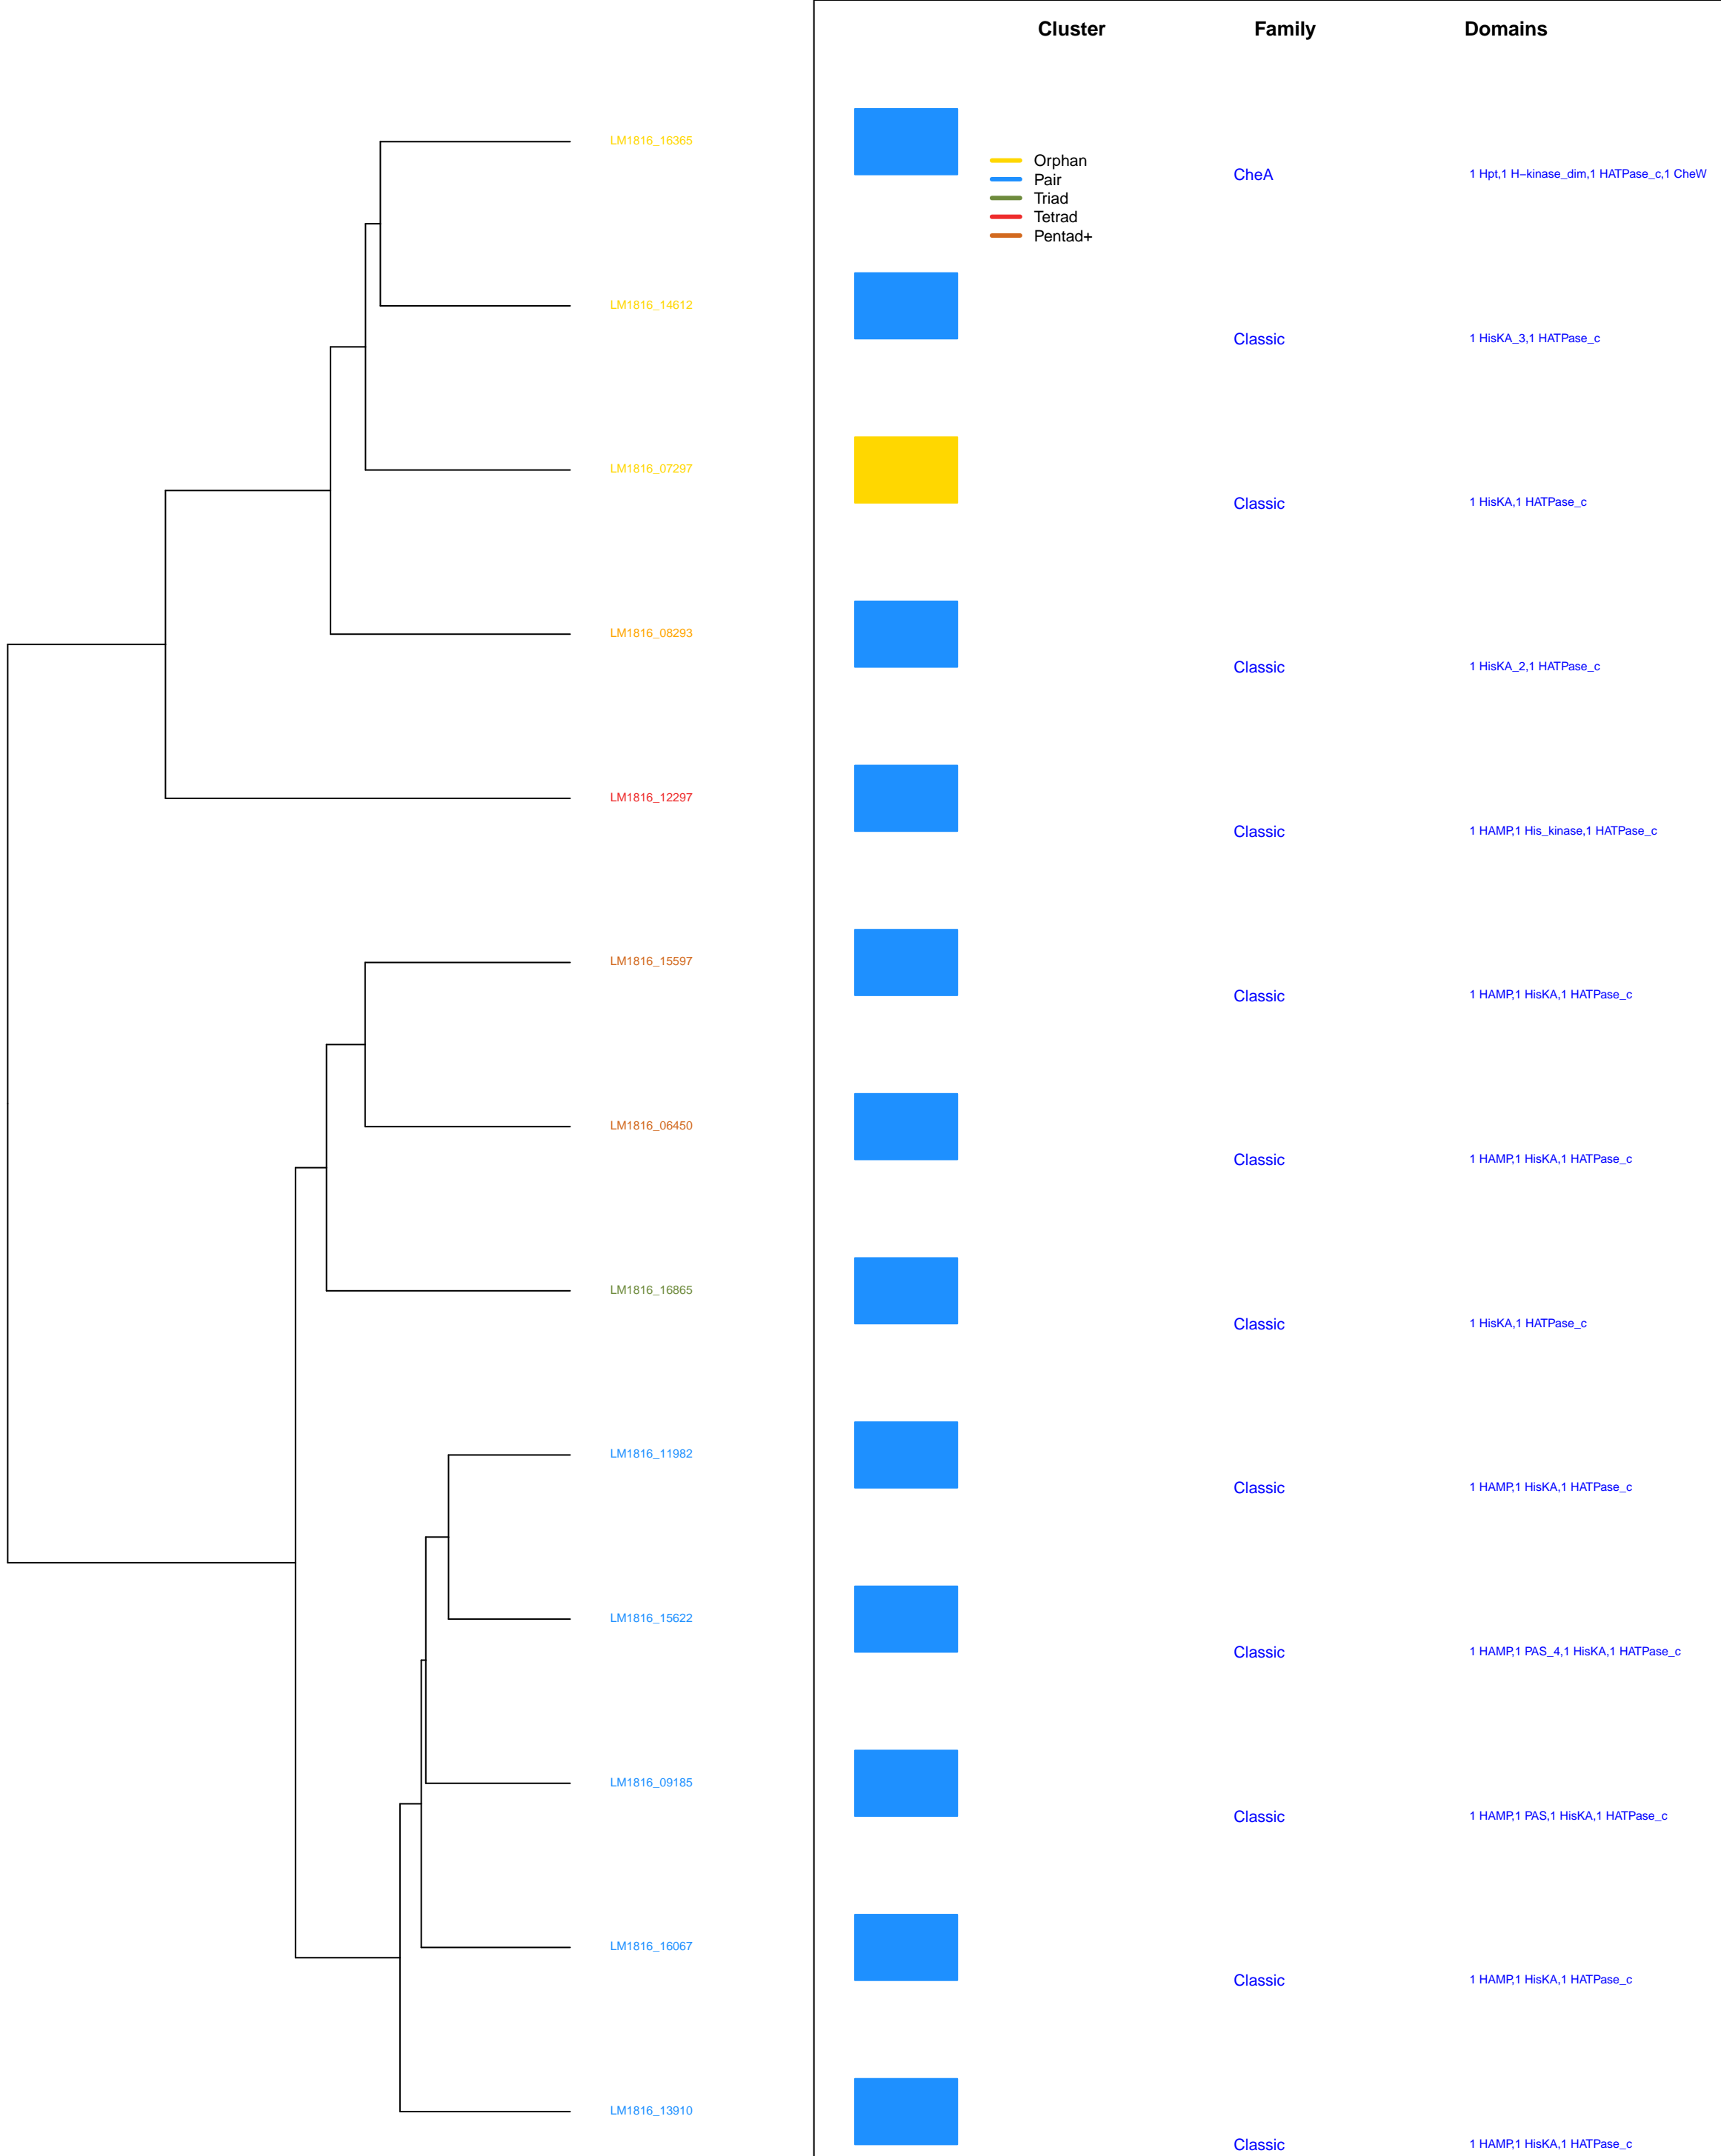 Cluster Family Domains
LM1816_16365
Orphan
Pair
Triad
Tetrad
Pentad+
CheA 1 Hpt,1 H−kinase_dim,1 HATPase_c,1 CheW
LM1816_14612
Classic 1 HisKA_3,1 HATPase_c
LM1816_07297
Classic 1 HisKA,1 HATPase_c
LM1816_08293
Classic 1 HisKA_2,1 HATPase_c
LM1816_12297
Classic 1 HAMP,1 His_kinase,1 HATPase_c
LM1816_15597
Classic 1 HAMP,1 HisKA,1 HATPase_c
LM1816_06450
Classic 1 HAMP,1 HisKA,1 HATPase_c
LM1816_16865
Classic 1 HisKA,1 HATPase_c
LM1816_11982
Classic 1 HAMP,1 HisKA,1 HATPase_c
LM1816_15622
Classic 1 HAMP,1 PAS_4,1 HisKA,1 HATPase_c
LM1816_09185
Classic 1 HAMP,1 PAS,1 HisKA,1 HATPase_c
LM1816_16067
Classic 1 HAMP,1 HisKA,1 HATPase_c
LM1816_13910
Classic 1 HAMP,1 HisKA,1 HATPase_c